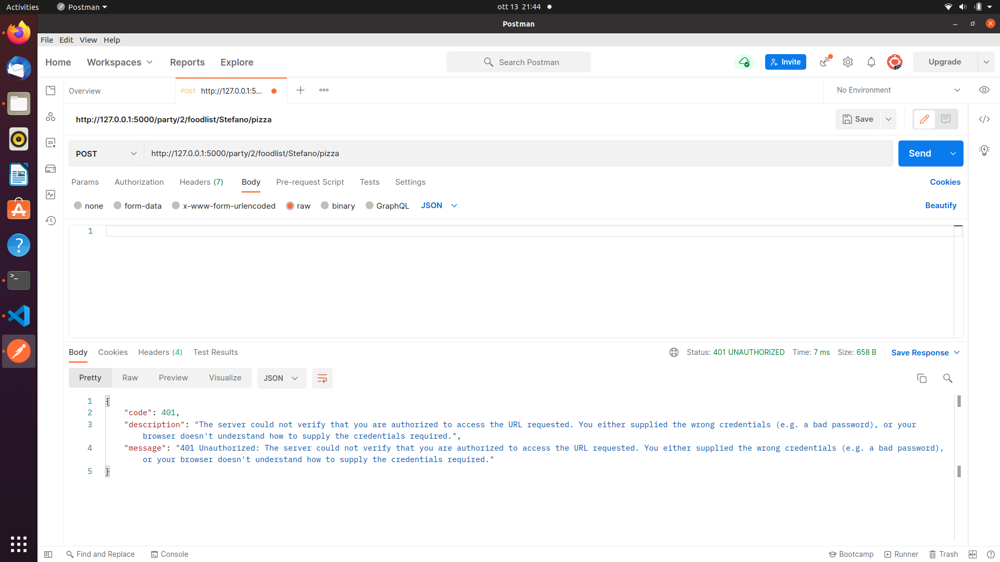 Activities Postman ott 13 21:44
Postman
File Edit View Help
Home Workspaces Reports Explore Search Postman Invite Upgrade
Overview POST http://127.0.0.1:5... No Environment
http://127.0.0.1:5000/party/2/foodlist/Stefano/pizza Save
POST http://127.0.0.1:5000/party/2/foodlist/Stefano/pizza Send
Params Authorization Headers (7) Body Pre-request Script Tests Settings Cookies
none form-data x-www-form-urlencoded raw binary GraphQL JSON Beautify
1
Body Cookies Headers (4) Test Results Status: 401 UNAUTHORIZED Time: 7 ms Size: 658 B Save Response
Pretty Raw Preview Visualize JSON
1 {
2 "code": 401,
3 "description": "The server could not verify that you are authorized to access the URL requested. You either supplied the wrong credentials (e.g. a bad password), or your
browser doesn't understand how to supply the credentials required.",
4 "message": "401 Unauthorized: The server could not verify that you are authorized to access the URL requested. You either supplied the wrong credentials (e.g. a bad password),
or your browser doesn't understand how to supply the credentials required."
5 }
Find and Replace Console Bootcamp Runner Trash